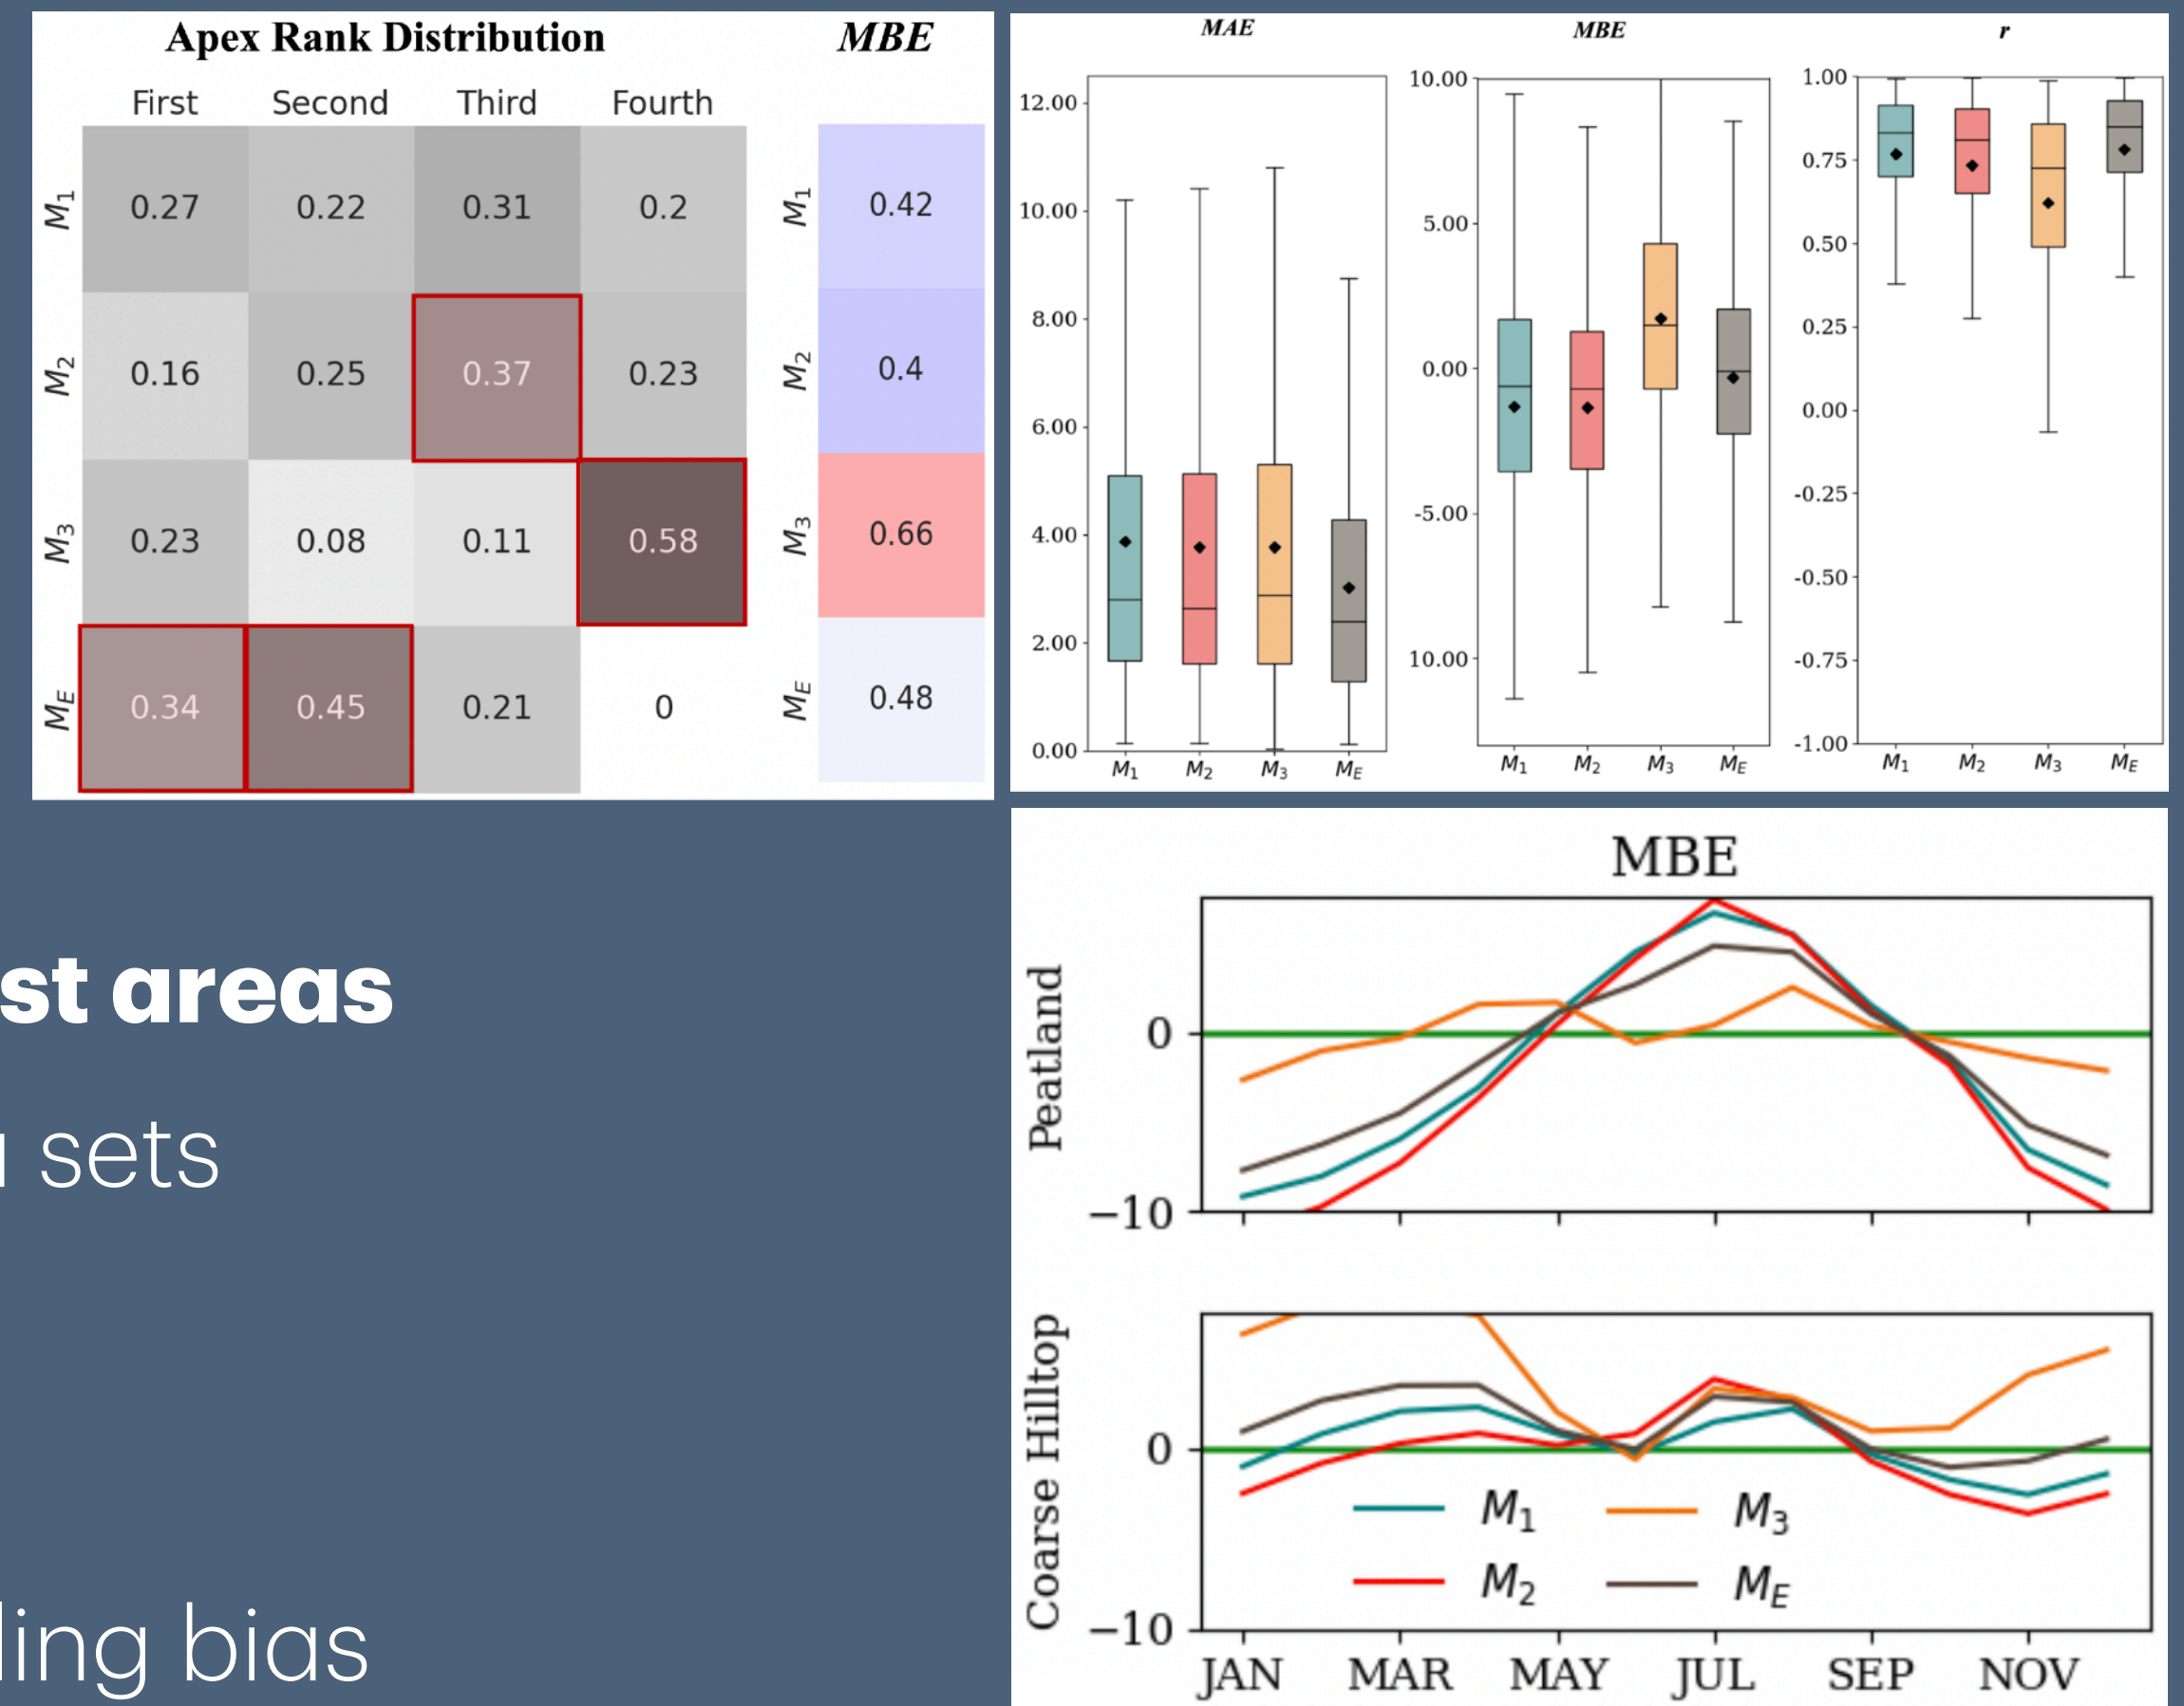 Apex Rank Distribution MBE
First Second Third Fourth
M1 0.27 0.22 0.31 0.2 M1 0.42
M2 0.16 0.25 0.37 0.23 M2 0.4
M3 0.23 0.08 0.11 0.58 M3 0.66
ME 0.34 0.45 0.21 0 ME 0.48
MAE
12.00
10.00
8.00
6.00
4.00
2.00
0.00
M1 M2 M3 ME
MBE
10.00
5.00
0.00
-5.00
10.00
M1 M2 M3 ME
r
1.00
0.75
0.50
0.25
0.00
-0.25
-0.50
-0.75
-1.00
M1 M2 M3 ME
st areas
sets
ling bias
MBE
Peatland
0
−10
Coarse Hilltop
0
−10
M1 M3
M2 ME
JAN MAR MAY JUL SEP NOV